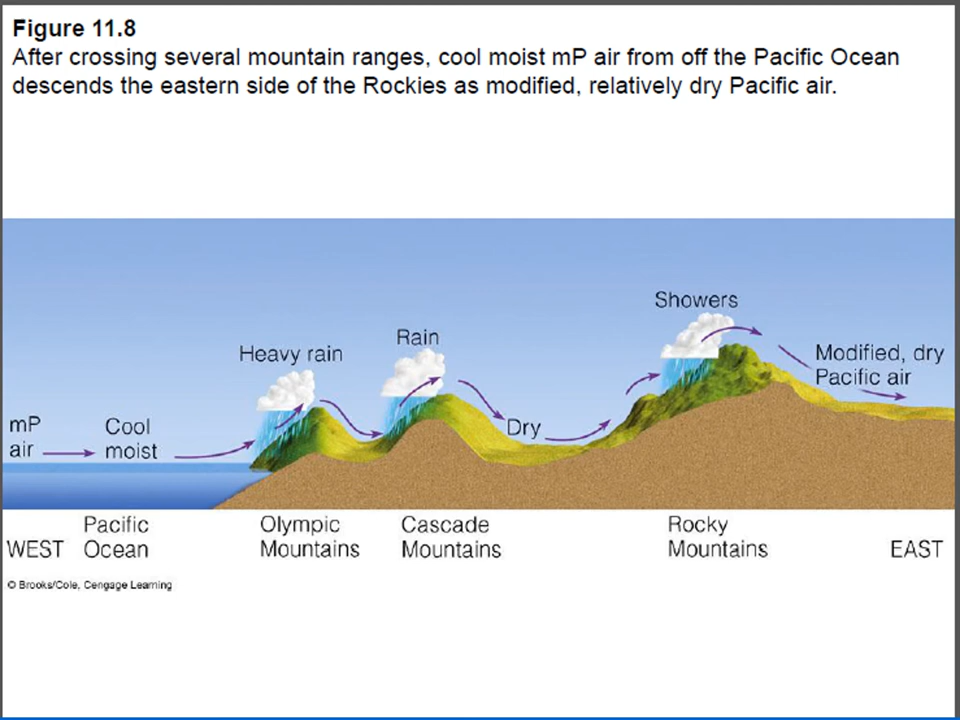 Figure 11.8
After crossing several mountain ranges, cool moist mP air from off the Pacific Ocean
descends the eastern side of the Rockies as modified, relatively dry Pacific air.
Showers
Rain
Heavy rain
Modified, dry
Pacific air
mP
air
Cool
moist
Dry
Pacific
Ocean
Olympic
Mountains
Cascade
Mountains
Rocky
Mountains
WEST
EAST
© Brooks/Cole, Cengage Learning